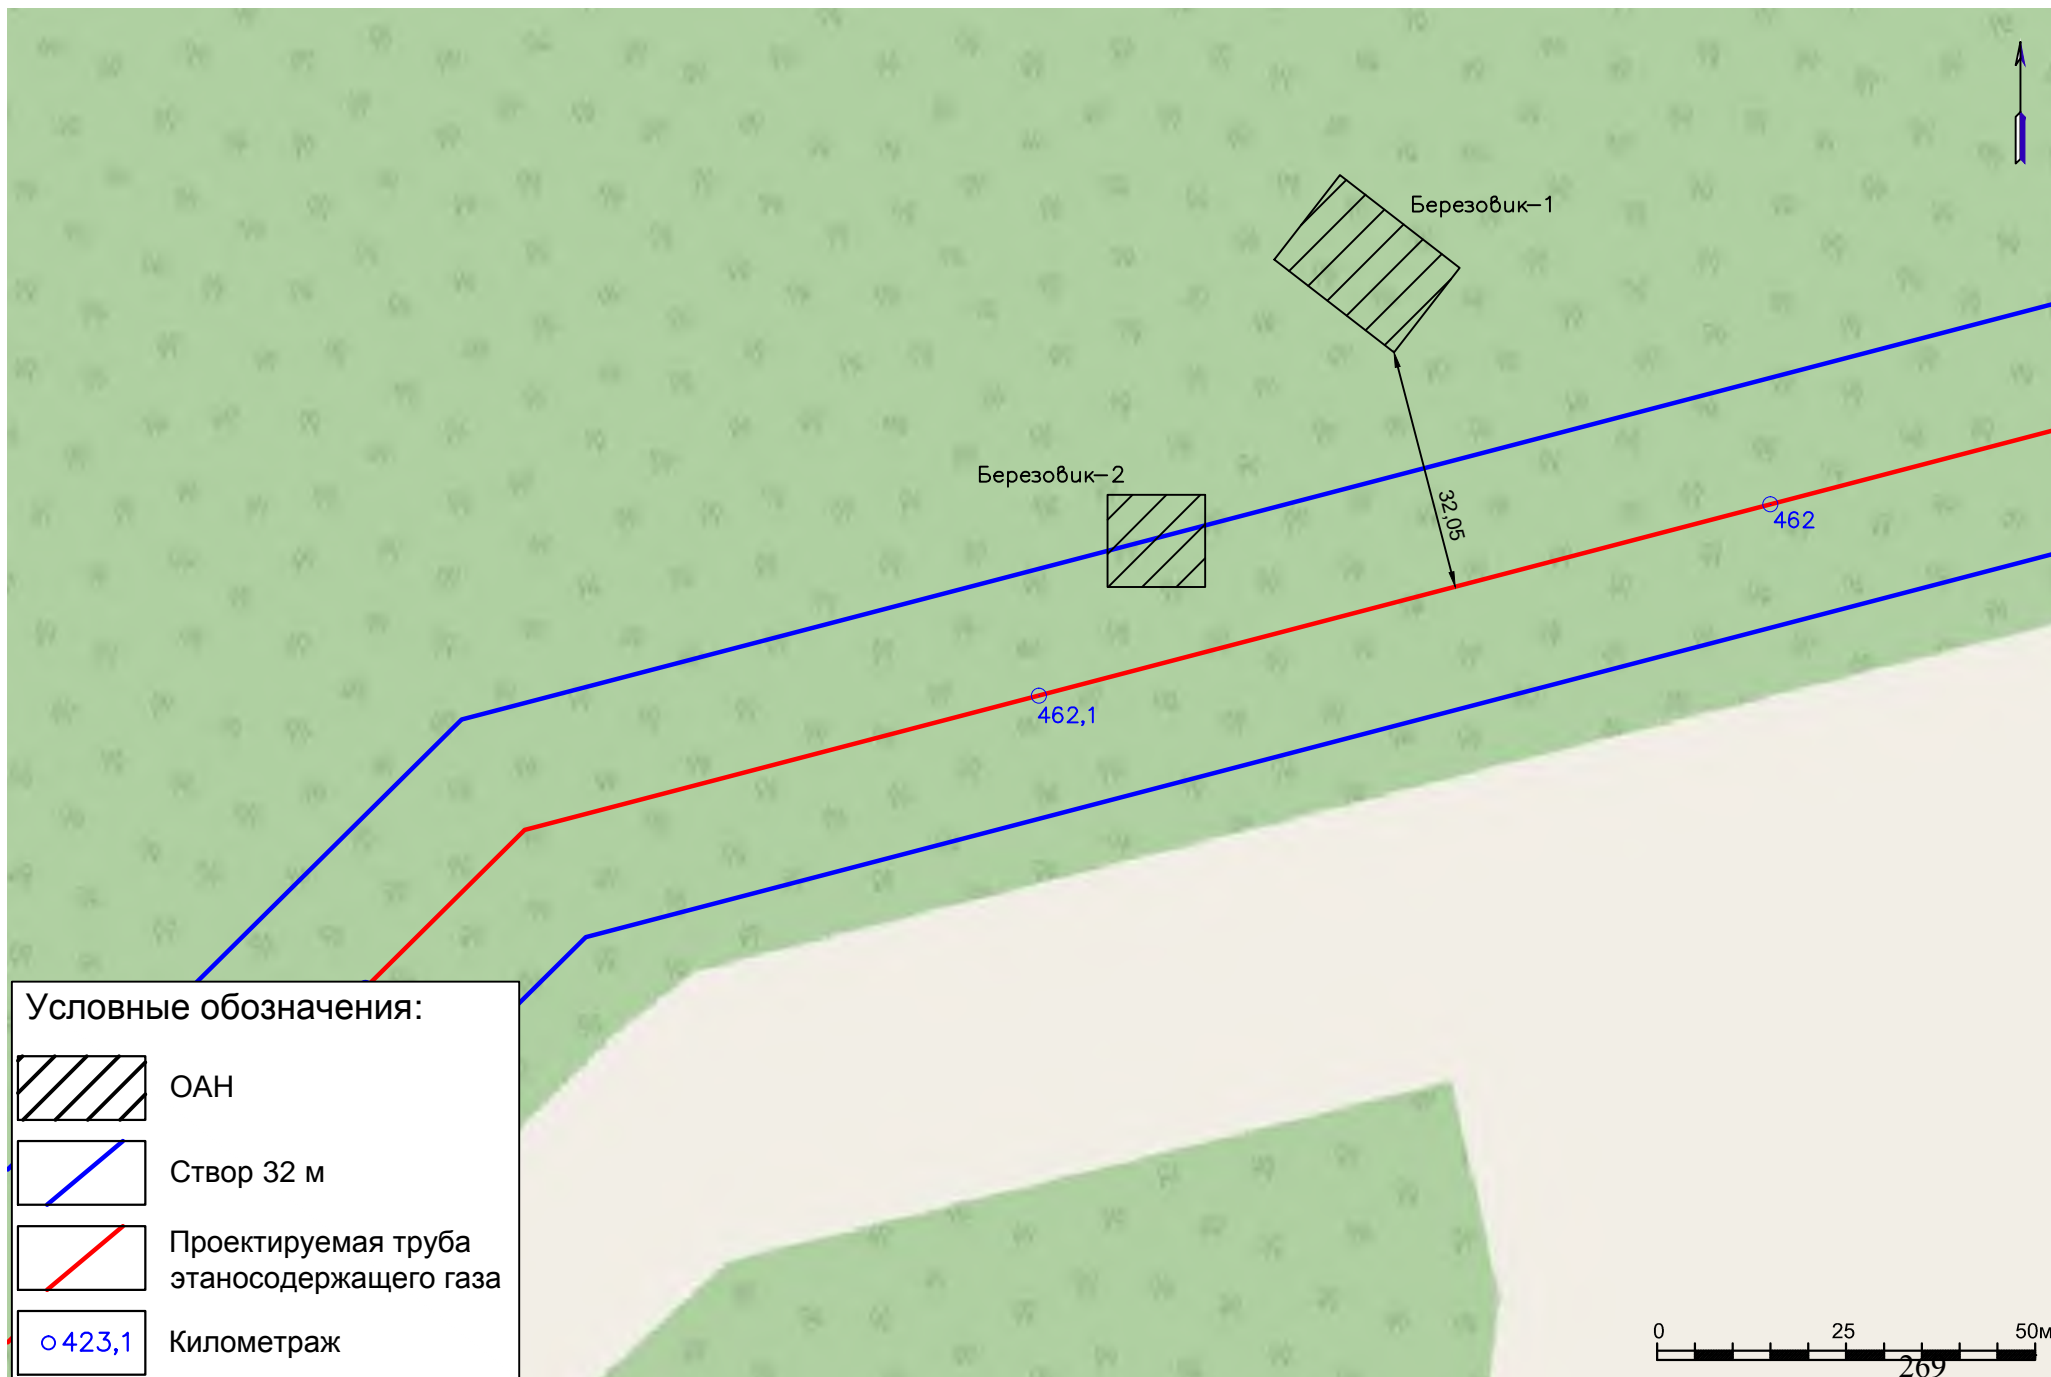 Березовик-1
Березовик-2
32,05
462
462,1
Условные обозначения:
ОАН
Створ 32 м
Проектируемая труба
этаносодержащего газа
423,1
Километраж
0 25 50м
269